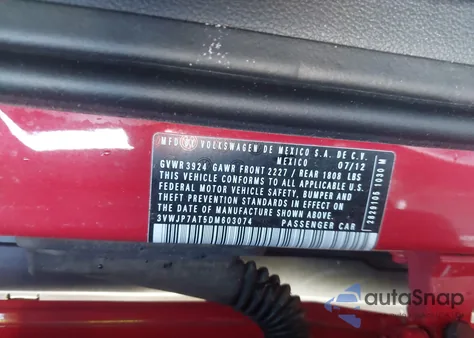 MFD BY VOLKSWAGEN DE MEXICO S.A. DE C.V.
MEXICO 07/12
GVWR 3924 GAWR FRONT 2227 / REAR 1808 LBS
THIS VEHICLE CONFORMS TO ALL APPLICABLE U.S.
FEDERAL MOTOR VEHICLE SAFETY, BUMPER AND
THEFT PREVENTION STANDARDS IN EFFECT ON
THE DATE OF MANUFACTURE SHOWN ABOVE.
3VWJP7AT5DM603074 PASSENGER CAR
2829105 1030 M
autoSnap